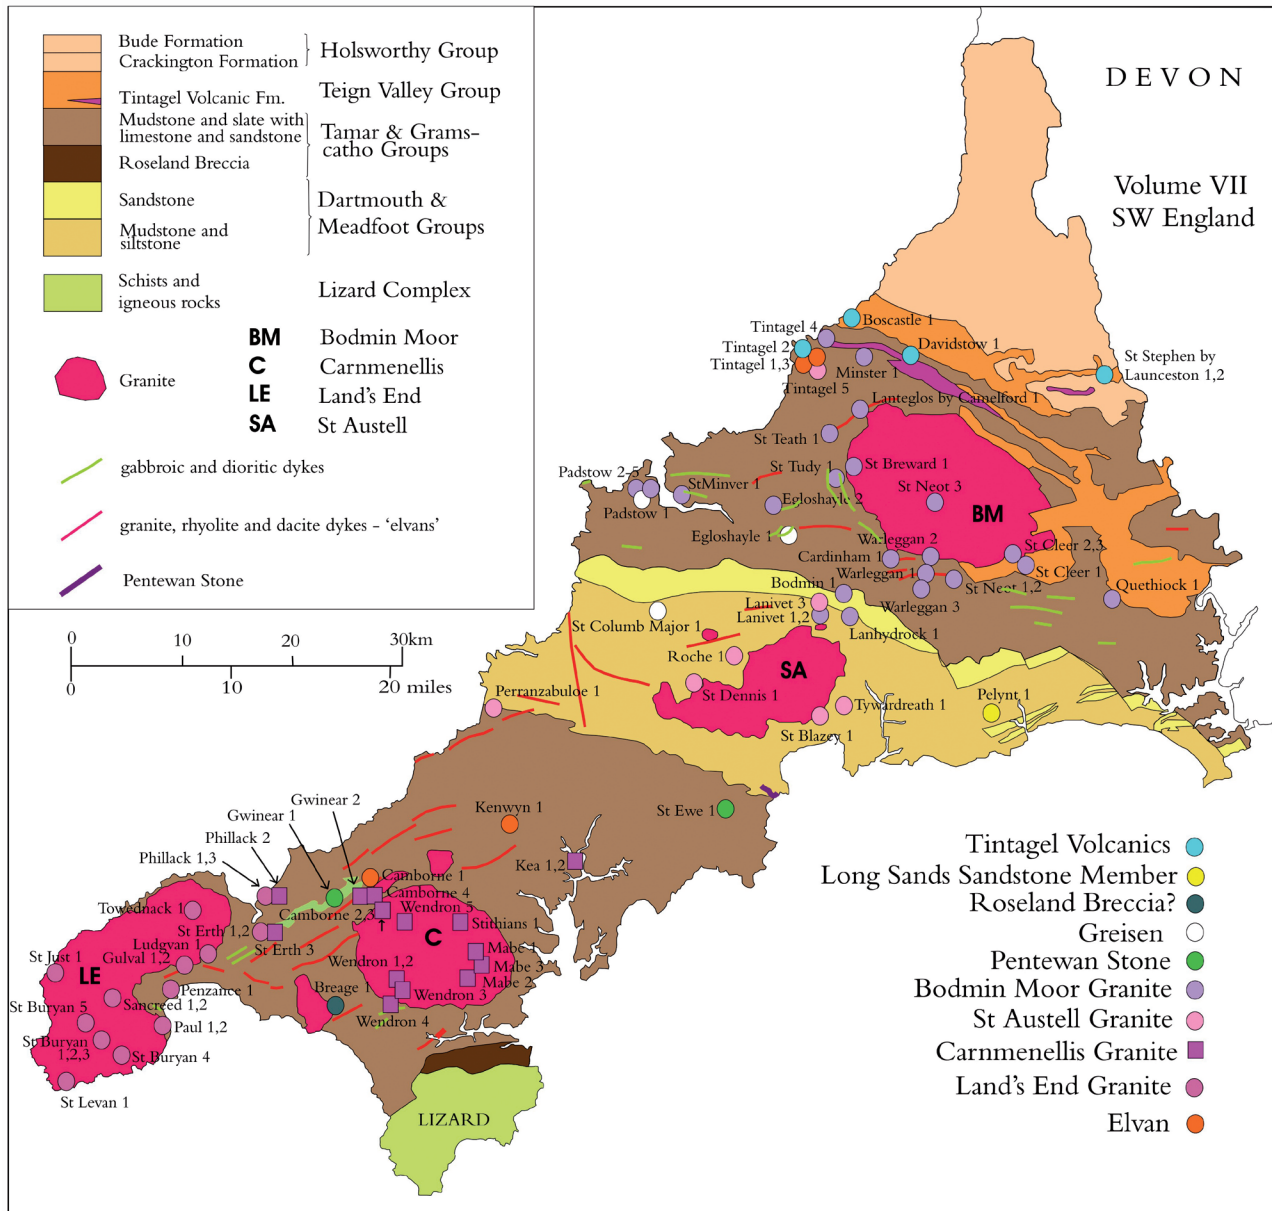 Bude Formation
Crackington Formation
Holsworthy Group
Tintagel Volcanic Fm.
Teign Valley Group
Mudstone and slate with
limestone and sandstone
Tamar & Grams-
catho Groups
Roseland Breccia
Sandstone
Dartmouth &
Meadfoot Groups
Mudstone and
siltstone
Schists and
igneous rocks
Lizard Complex
BM Bodmin Moor
C Carnmenellis
Granite
LE Land's End
SA St Austell
gabbroic and dioritic dykes
granite, rhyolite and dacite dykes - 'elvans'
Pentewan Stone
0 10 20 30km
0 10 20 miles
DEVON
Volume VII
SW England
Boscastle 1
Tintagel 4
Tintagel 2
Tintagel 1,3
Tintagel 5
Minster 1
Davidstow 1
St Stephen by
Launceston 1,2
Lanteglos by Camelford 1
St Teath 1
St Tudy 1
St Breward 1
St Neot 3
BM
Padstow 2-5
StMinver 1
Padstow 1
Egloshayle 2
Egloshayle 1
Warleggan 2
Cardinham 1
St Cleer 2,3
St Cleer 1
Warleggan 1
St Neot 1,2
Quethiock 1
Bodmin 1
Warleggan 3
Lanivet 3
Lanivet 1,2
Lanhydrock 1
St Columb Major 1
Roche 1
SA
St Dennis 1
Perranzabuloe 1
Tywardreath 1
Pelynt 1
St Blazey 1
Gwinear 2
Gwinear 1
Kenwyn 1
St Ewe 1
Phillack 2
Phillack 1,3
Kea 1,2
Camborne 1
Camborne 4
Towednack 1
Camborne 2,3
Wendron 5
St Erth 1,2
Stithians 1
C
Ludgvan 1
St Erth 3
Mabe 1
St Just 1
Gulval 1,2
Wendron 1,2
Mabe 3
LE
Mabe 2
Breage 1
Penzance 1
Wendron 3
St Buryan 5
Sancreed 1,2
Wendron 4
Paul 1,2
St Buryan
1,2,3
St Buryan 4
St Levan 1
LIZARD
Tintagel Volcanics
Long Sands Sandstone Member
Roseland Breccia?
Greisen
Pentewan Stone
Bodmin Moor Granite
St Austell Granite
Carnmenellis Granite
Land's End Granite
Elvan